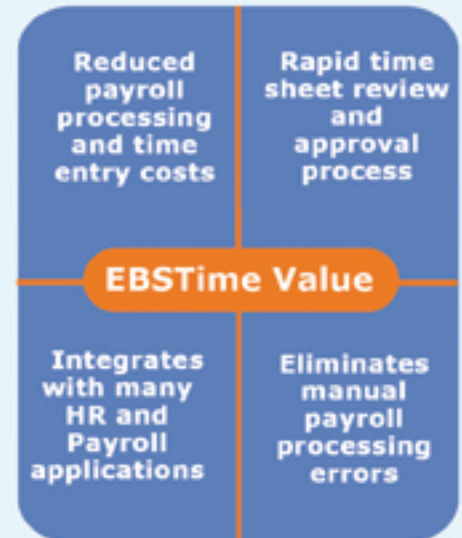 Reduced
payroll
processing
and time
entry costs
Rapid time
sheet review
and
approval
process
EBSTime Value
Integrates
with many
HR and
Payroll
applications
Eliminates
manual
payroll
processing
errors